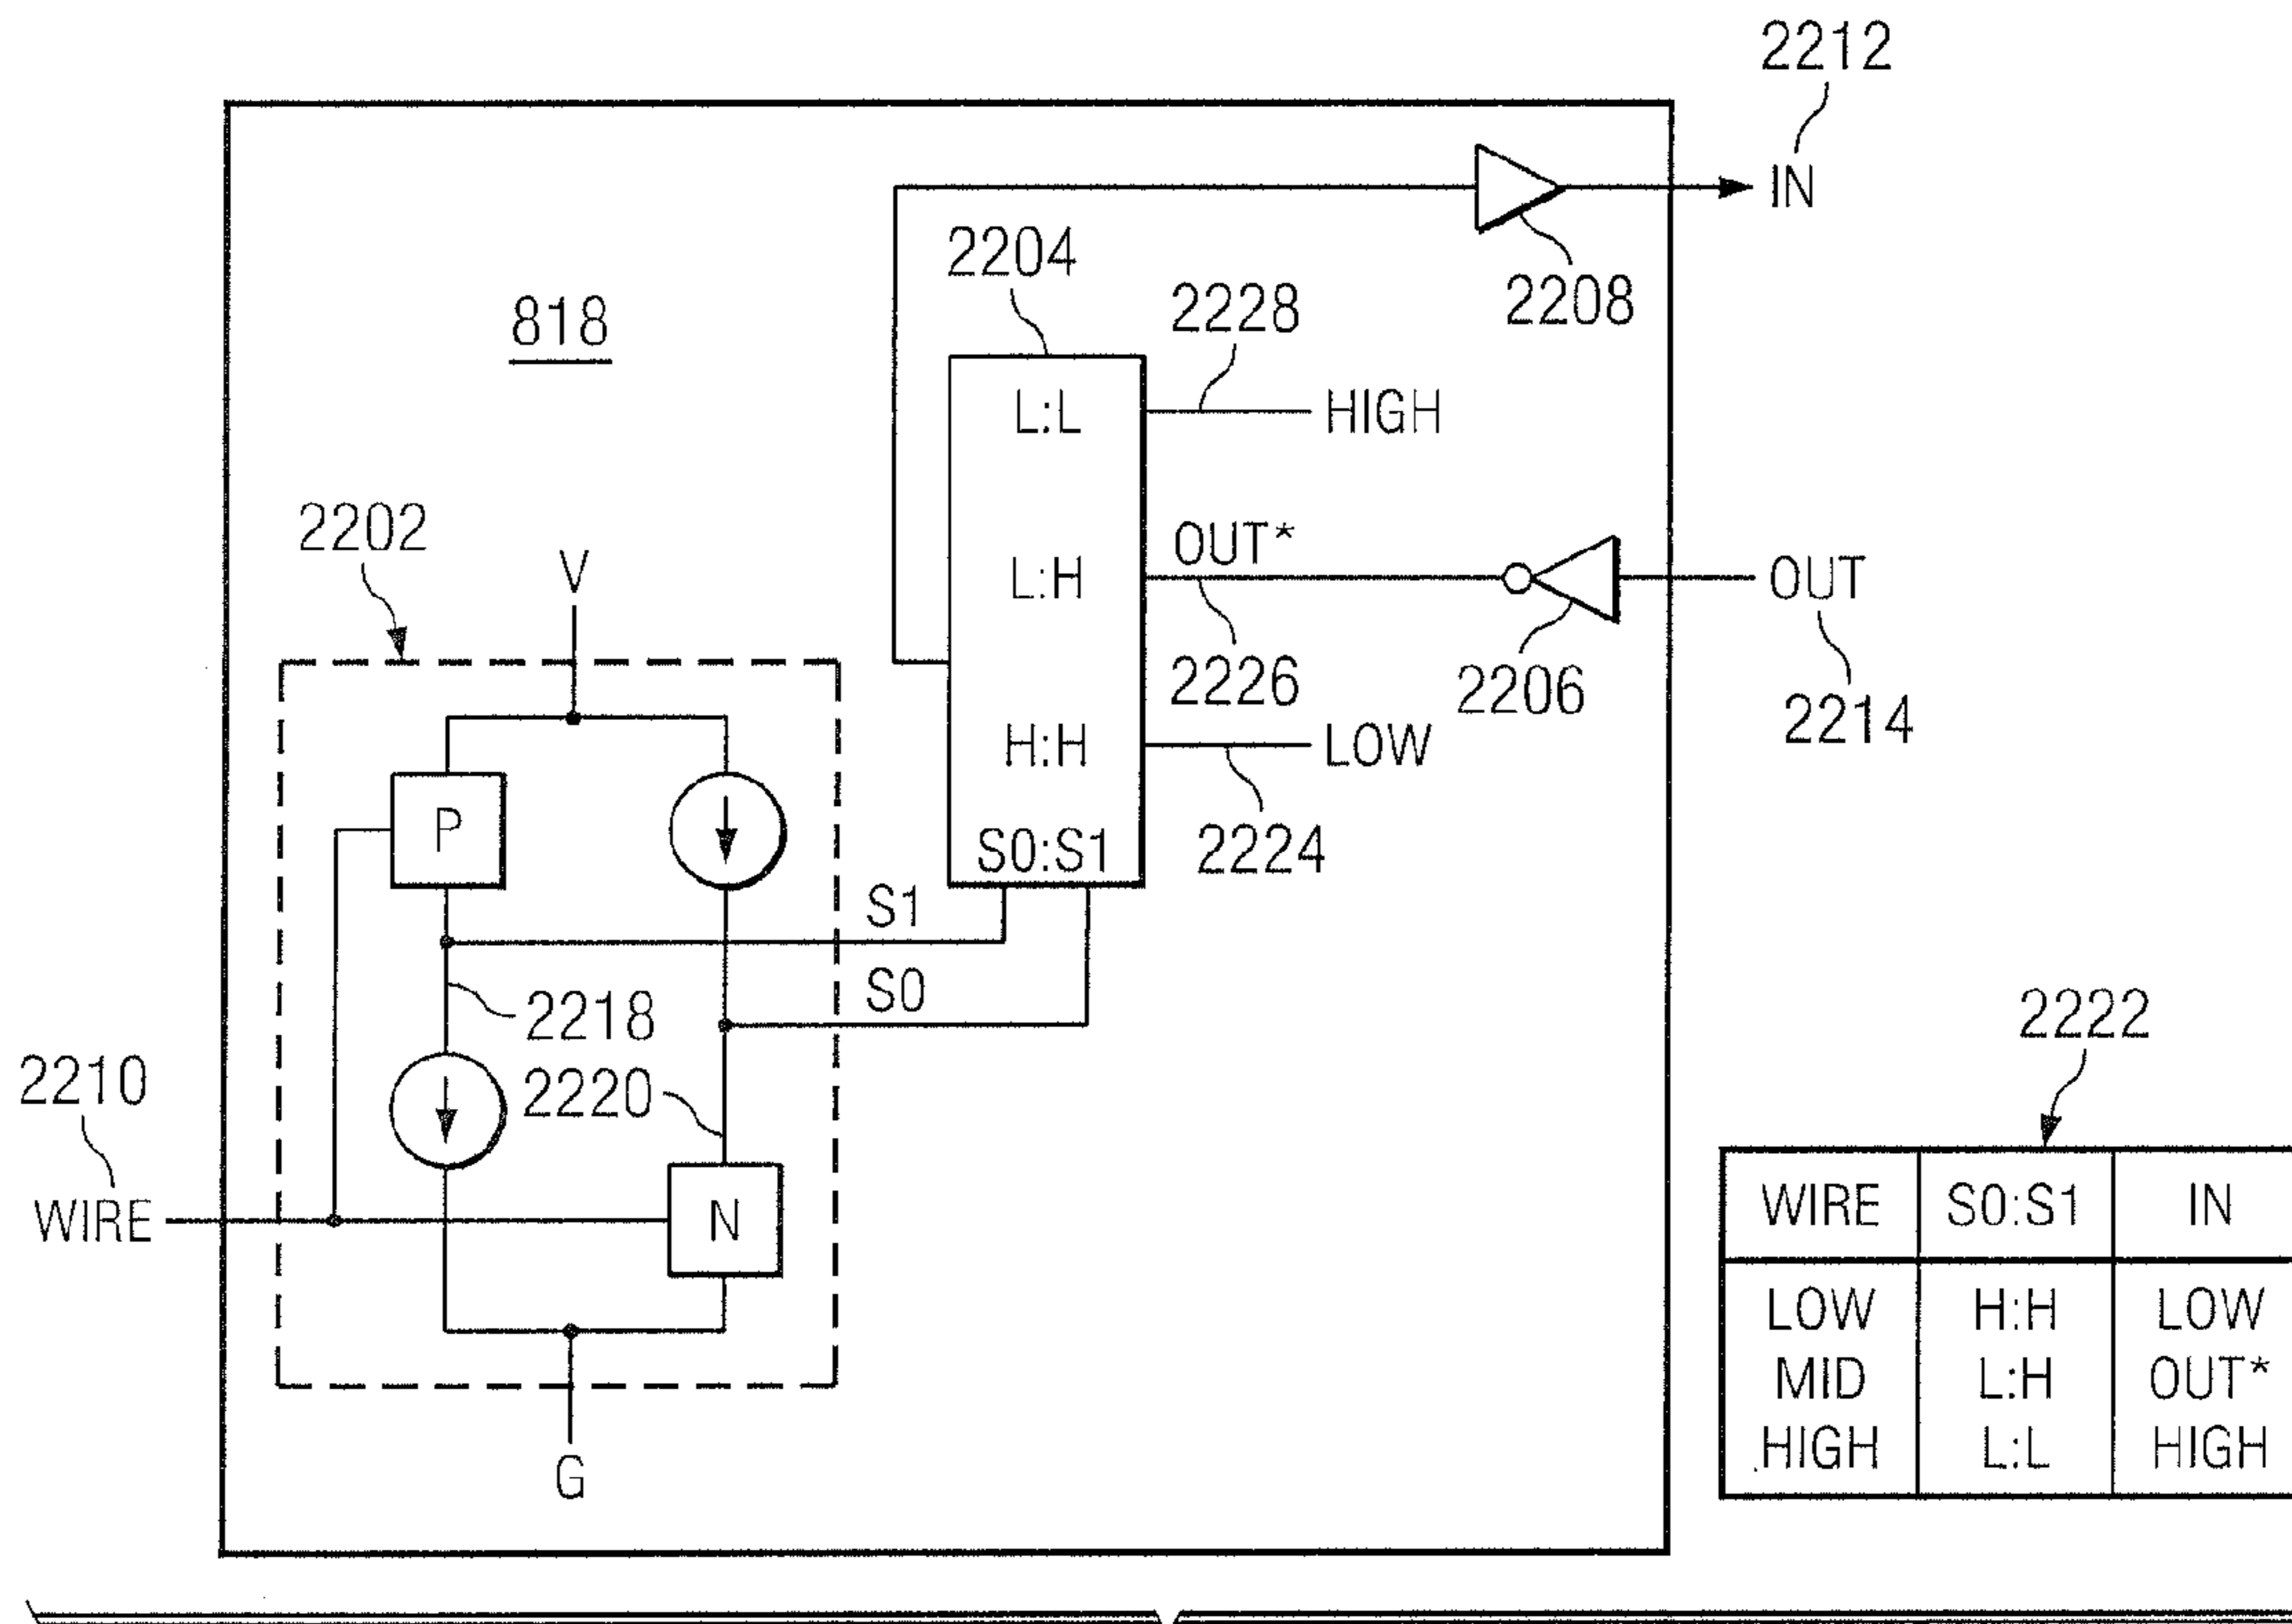 2212
IN
2204
2228
2208
818
L:L
HIGH
2202
V
OUT*
L:H
OUT
2226
2206
2214
H:H
LOW
P
S0:S1
2224
S1
2218
S0
2222
2210
2220
WIRE
N
G
WIRE S0:S1 IN
LOW H:H LOW
MID L:H OUT*
HIGH L:L HIGH